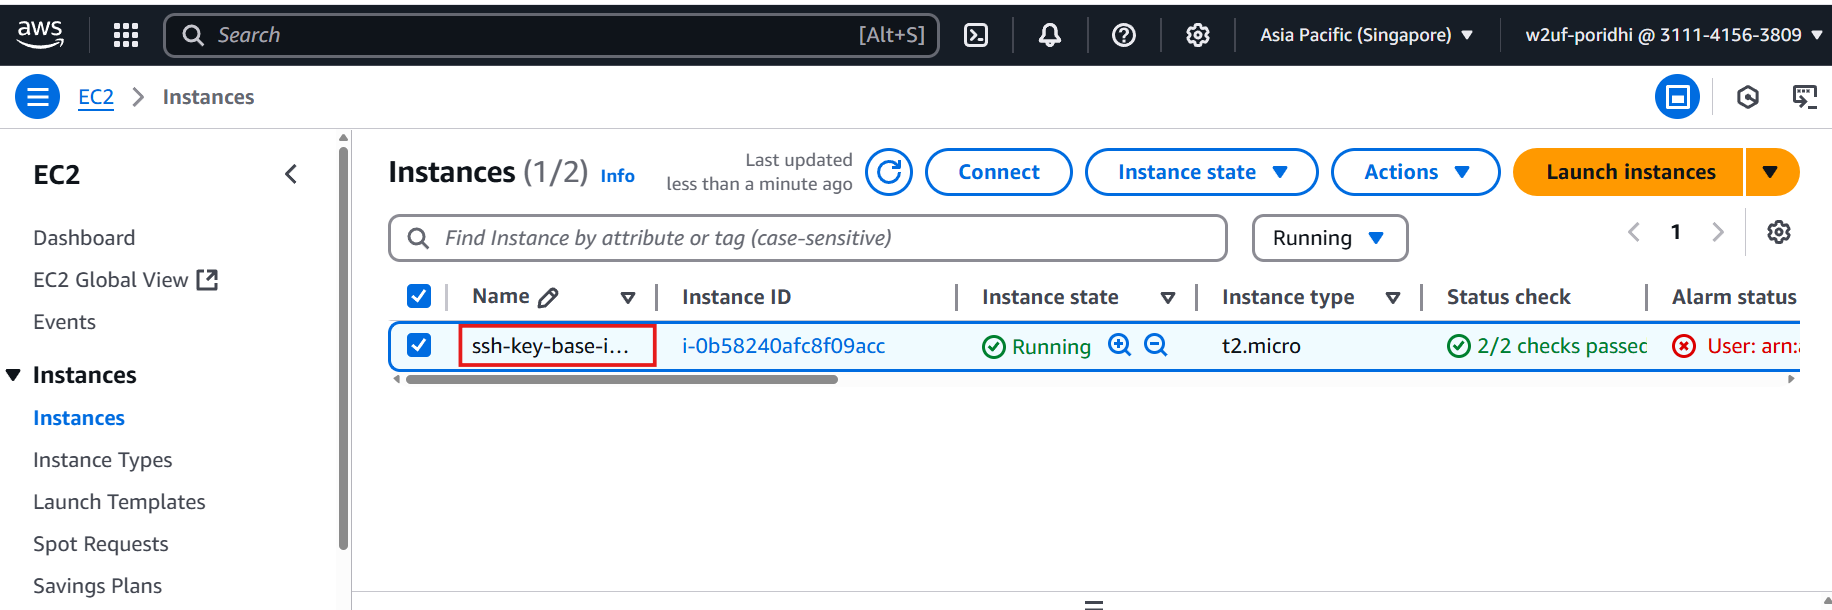 aws
Search [Alt+S] Asia Pacific (Singapore) w2uf-poridhi @ 3111-4156-3809
EC2 Instances
EC2
Dashboard
EC2 Global View
Events
Instances
Instances
Instance Types
Launch Templates
Spot Requests
Savings Plans
Instances (1/2) Info
Last updated
less than a minute ago
Connect Instance state Actions Launch instances
Find Instance by attribute or tag (case-sensitive) Running 1
Name Instance ID Instance state Instance type Status check Alarm status
ssh-key-base-i... i-0b58240afc8f09acc Running t2.micro 2/2 checks passed User: arn:a